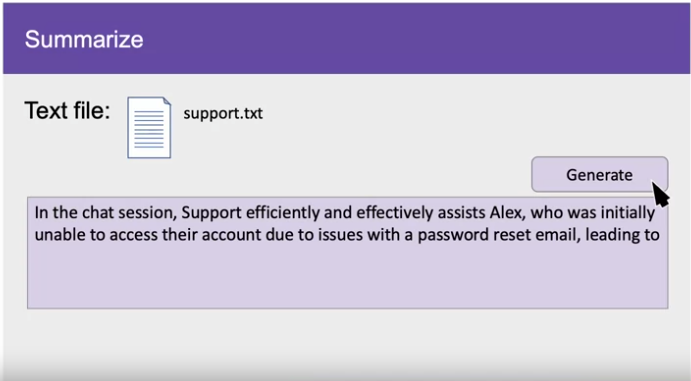 Summarize
Text file:
support.txt
Generate
In the chat session, Support efficiently and effectively assists Alex, who was initially
unable to access their account due to issues with a password reset email, leading to